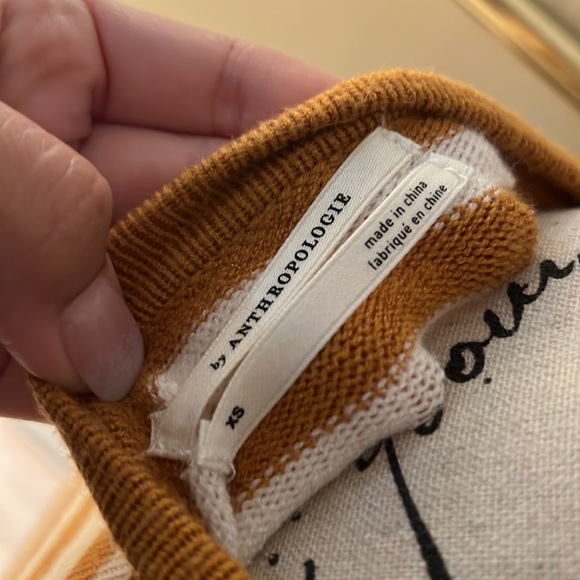 by ANTHROPOLOGIE
made in china
fabriqué en chine
XS